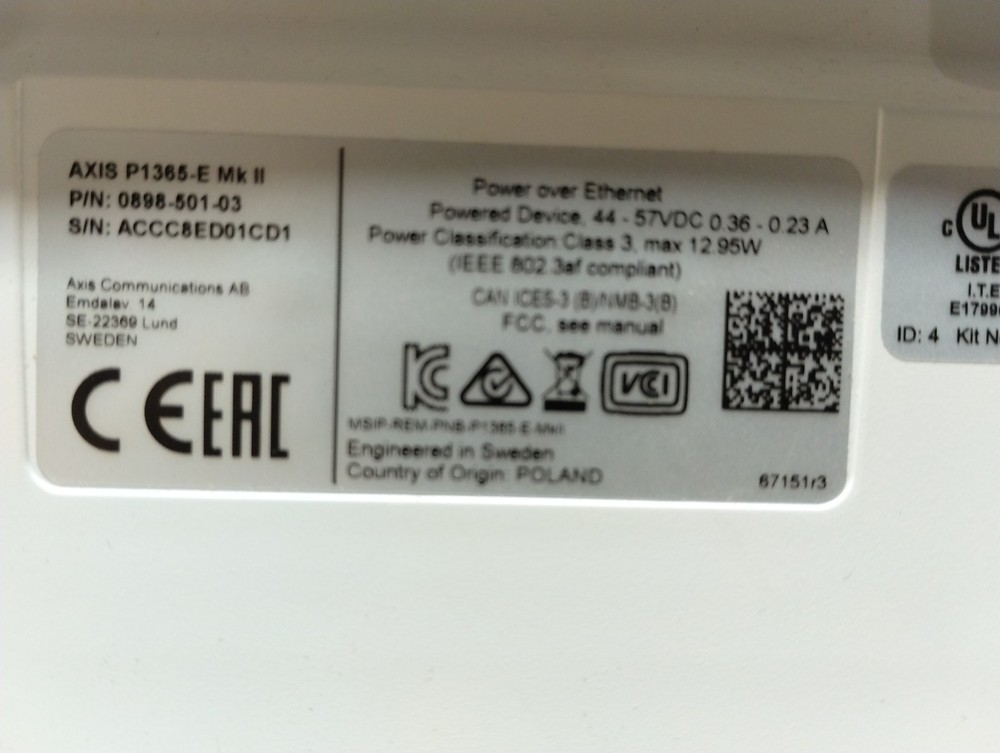 AXIS P1365-E Mk II
P/N: 0898-501-03
S/N: ACCC8ED01CD1
Axis Communications AB
Emdalav. 14
SE-22369 Lund
SWEDEN
CE EAC
Power over Ethernet
Powered Device, 44 - 57VDC 0.36 - 0.23 A
Power Classification Class 3, max 12.95W
(IEEE 802.3af compliant)
CAN ICES-3 (B)/NMB-3(B)
FCC, see manual
KC VCI
MSIP-REM-PNB-P1365-E-MkII
Engineered in Sweden
Country of Origin: POLAND
67151r3
C UL
LISTE
I.T.E
E1799
ID: 4 Kit N